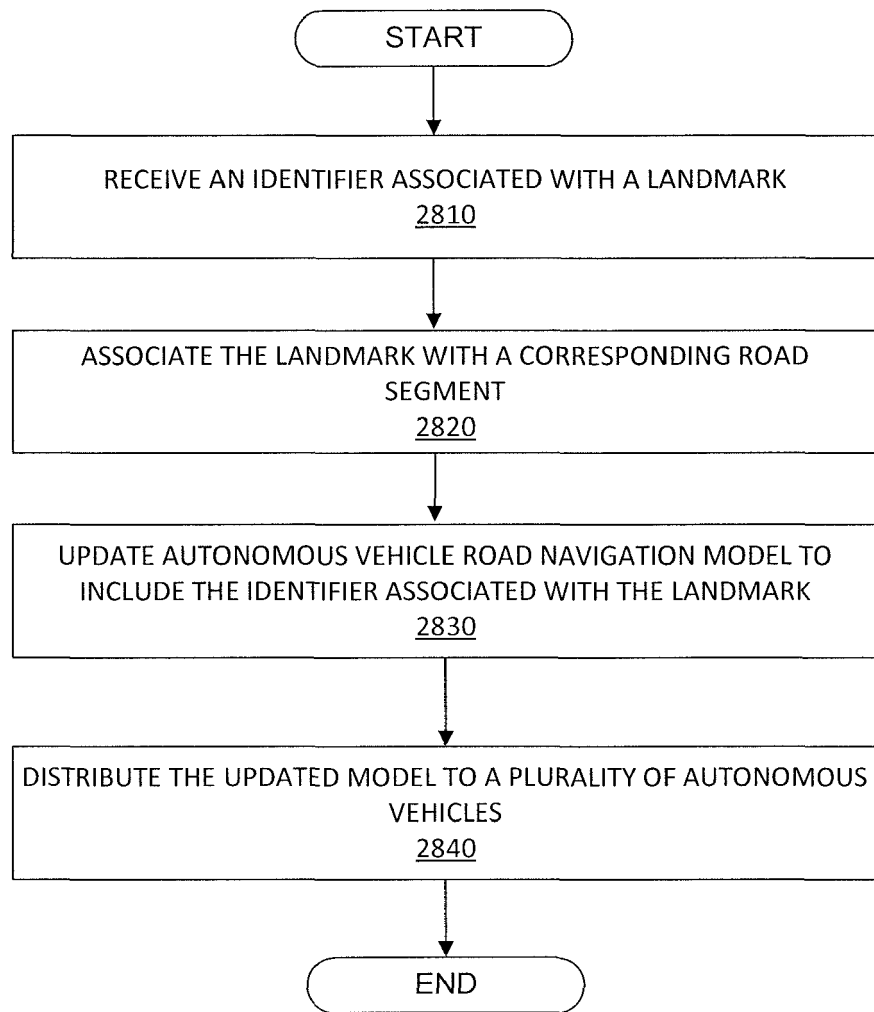 START
RECEIVE AN IDENTIFIER ASSOCIATED WITH A LANDMARK
2810
ASSOCIATE THE LANDMARK WITH A CORRESPONDING ROAD
SEGMENT
2820
UPDATE AUTONOMOUS VEHICLE ROAD NAVIGATION MODEL TO
INCLUDE THE IDENTIFIER ASSOCIATED WITH THE LANDMARK
2830
DISTRIBUTE THE UPDATED MODEL TO A PLURALITY OF AUTONOMOUS
VEHICLES
2840
END